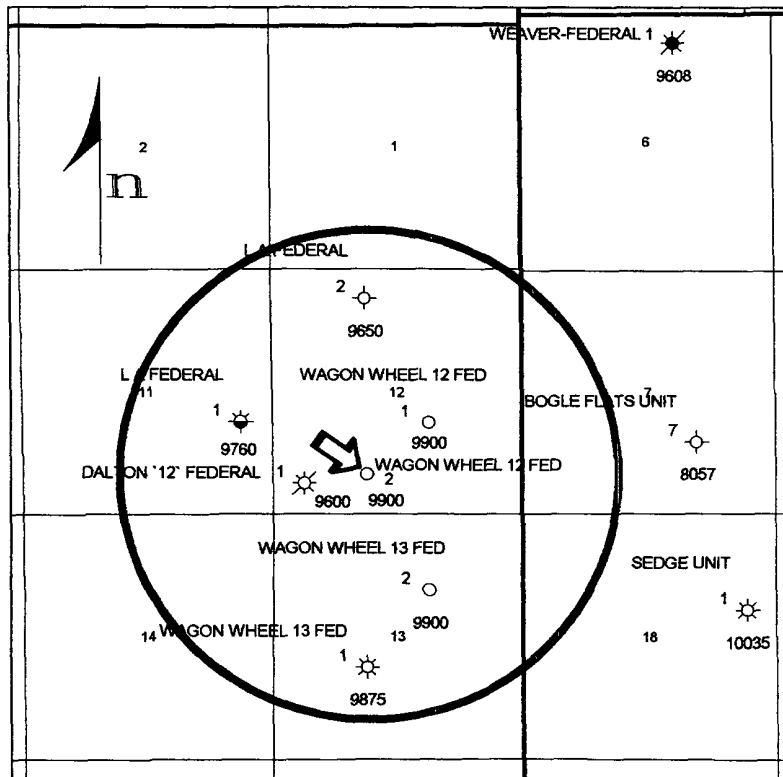 WEAVER-FEDERAL 1
9608
2
1
6
n
L A FEDERAL
2
9650
L A FEDERAL
WAGON WHEEL 12 FED
11
12
7
BOGLE FLATS UNIT
1
1
7
9760
9900
8057
DALTON `12` FEDERAL
1
WAGON WHEEL 12 FED
2
9600
9900
WAGON WHEEL 13 FED
SEDGE UNIT
2
1
9900
10035
14
WAGON WHEEL 13 FED
13
18
1
9875